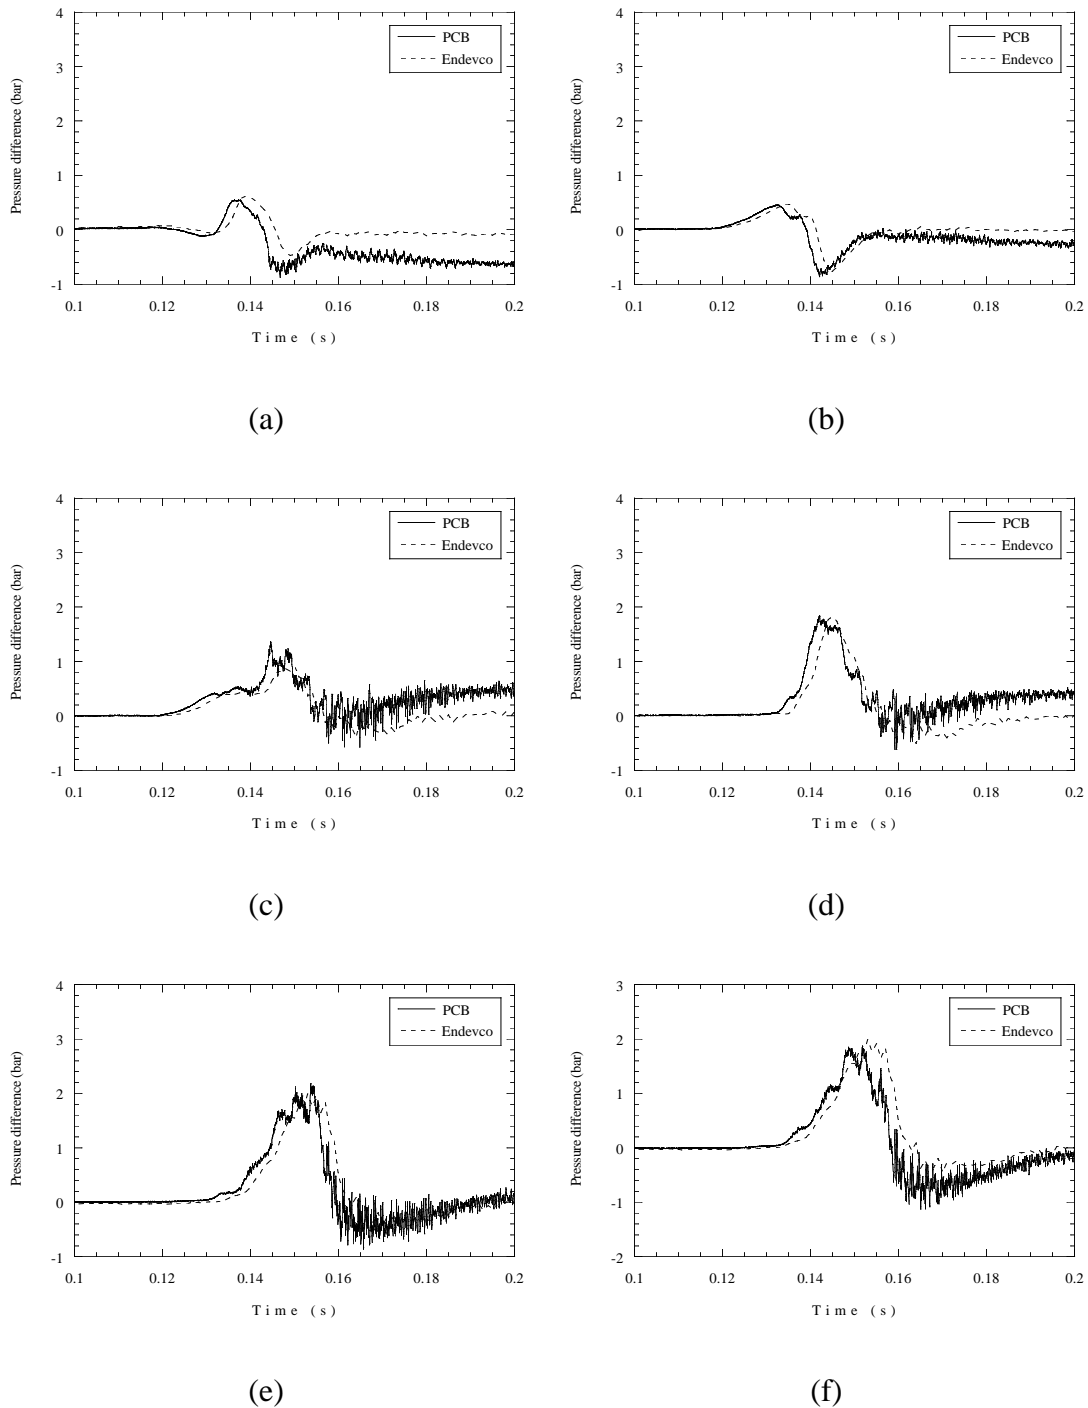 4
3
2
1
0
-1
Pressure difference (bar)
PCB
Endevco
0.1 0.12 0.14 0.16 0.18 0.2
Time (s)
(a)
4
3
2
1
0
-1
Pressure difference (bar)
PCB
Endevco
0.1 0.12 0.14 0.16 0.18 0.2
Time (s)
(b)
4
3
2
1
0
-1
Pressure difference (bar)
PCB
Endevco
0.1 0.12 0.14 0.16 0.18 0.2
Time (s)
(c)
4
3
2
1
0
-1
Pressure difference (bar)
PCB
Endevco
0.1 0.12 0.14 0.16 0.18 0.2
Time (s)
(d)
4
3
2
1
0
-1
Pressure difference (bar)
PCB
Endevco
0.1 0.12 0.14 0.16 0.18 0.2
Time (s)
(e)
3
2
1
0
-1
-2
Pressure difference (bar)
PCB
Endevco
0.1 0.12 0.14 0.16 0.18 0.2
Time (s)
(f)